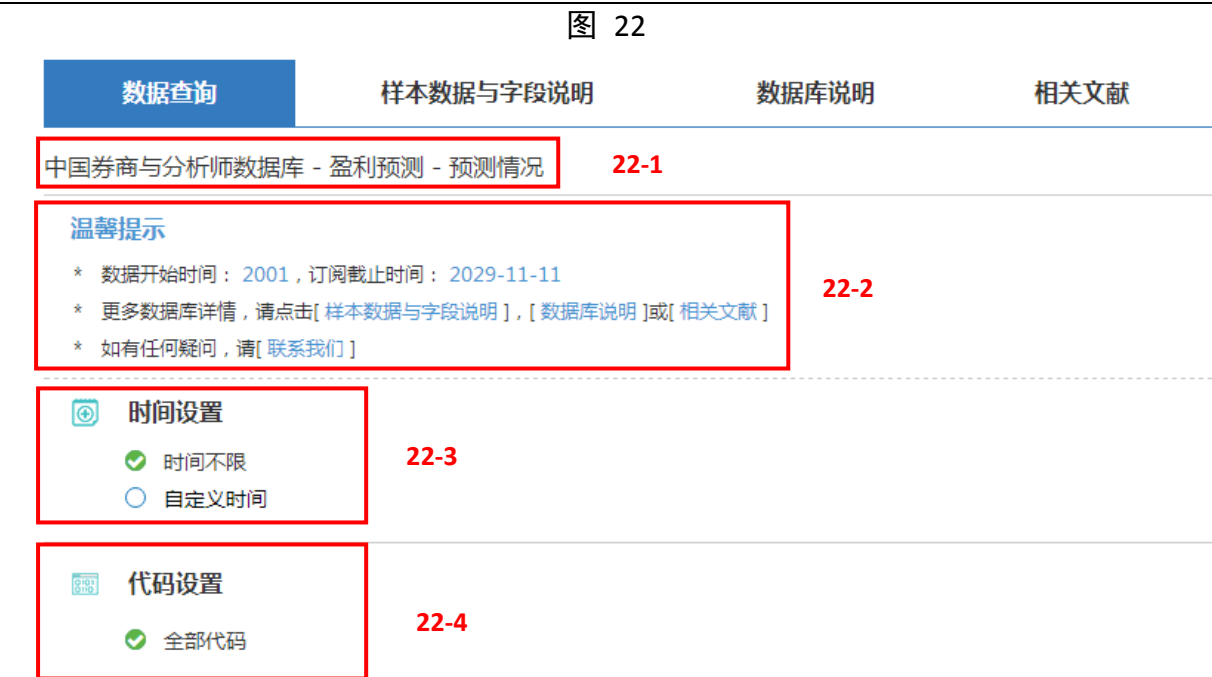 图 22
数据查询 样本数据与字段说明 数据库说明 相关文献
中国券商与分析师数据库 - 盈利预测 - 预测情况 22-1
温馨提示
* 数据开始时间： 2001，订阅截止时间： 2029-11-11
22-2
* 更多数据库详情，请点击[ 样本数据与字段说明 ]，[ 数据库说明 ]或[ 相关文献 ]
* 如有任何疑问，请[ 联系我们 ]
时间设置
时间不限 22-3
自定义时间
代码设置
22-4
全部代码